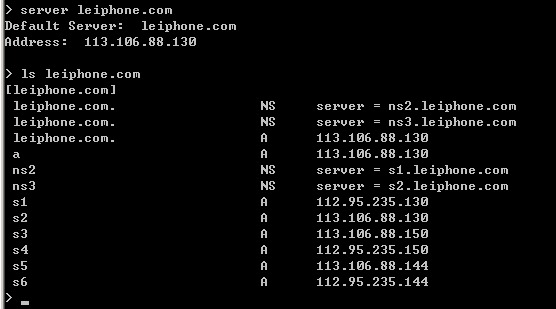 > server leiphone.com
Default Server:  leiphone.com
Address:  113.106.88.130
> ls leiphone.com
[leiphone.com]
leiphone.com. NS server = ns2.leiphone.com
leiphone.com. NS server = ns3.leiphone.com
leiphone.com. A 113.106.88.130
a A 113.106.88.130
ns2 NS server = s1.leiphone.com
ns3 NS server = s2.leiphone.com
s1 A 112.95.235.130
s2 A 113.106.88.130
s3 A 113.106.88.150
s4 A 112.95.235.150
s5 A 113.106.88.144
s6 A 112.95.235.144
> _